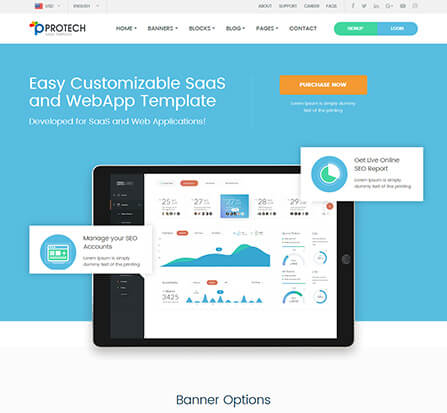 USD
ENGLISH
ABOUT SUPPORT CAREER FAQS
PROTECH
HOME BANNERS BLOCKS BLOG PAGES CONTACT
SIGNUP LOGIN
Easy Customizable SaaS
and WebApp Template
Developed for SaaS and Web Applications!
PURCHASE NOW
Lorem Ipsum is simply dummy
text of the printing
Get Live Online
SEO Report
Lorem Ipsum is simply
dummy text of the printing
Manage your SEO
Accounts
Lorem Ipsum is simply
dummy text of the printing
25
26
27
29
3425
Banner Options